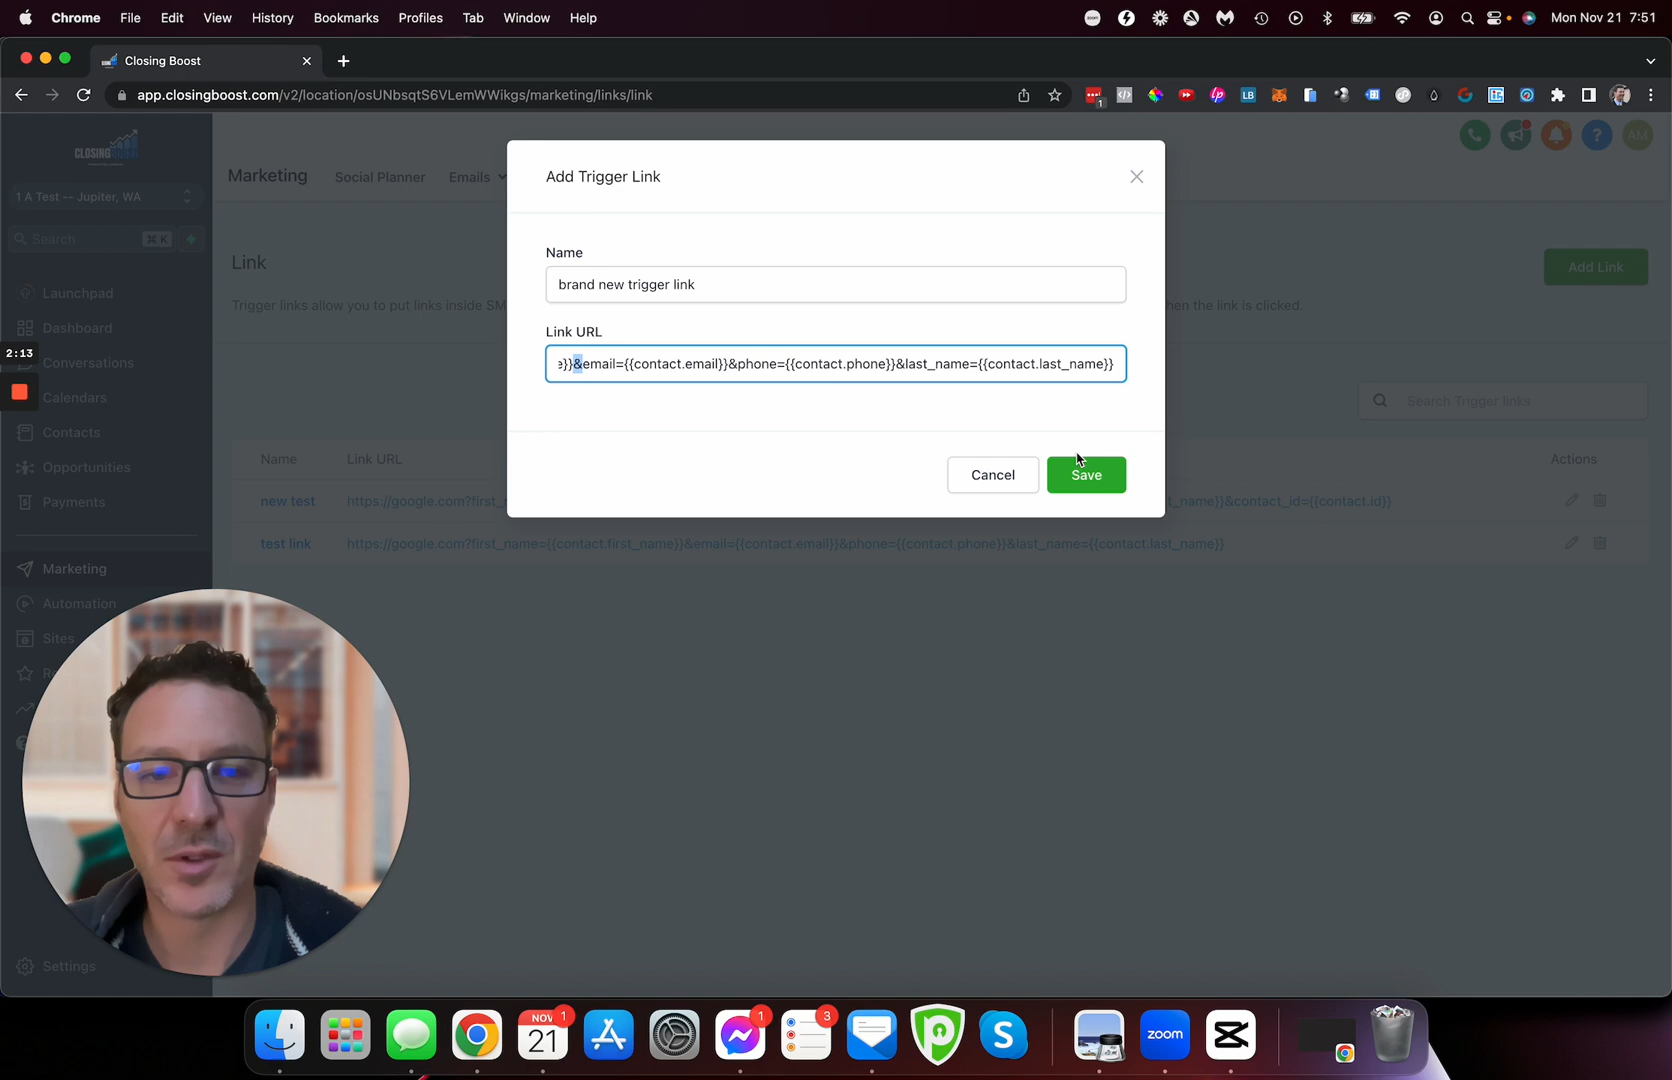 Chrome File Edit View History Bookmarks Profiles Tab Window Help
Mon Nov 21 7:51
Closing Boost
app.closingboost.com/v2/location/osUNbsqtS6VLemWWikgs/marketing/links/link
CLOSING
1 A Test -- Jupiter, WA
Search ⌘ K
Launchpad
Dashboard
2:13
Conversations
Calendars
Contacts
Opportunities
Payments
Marketing
Automation
Sites
Settings
Marketing Social Planner Emails
AM
Link
Add Link
Trigger links allow you to put links inside
hen the link is clicked.
Search Trigger links
Name Link URL Actions
new test https://google.com?first_ t_name}}&contact_id={{contact.id}}
test link https://google.com?first_name={{contact.first_name}}&email={{contact.email}}&phone={{contact.phone}}&last_name={{contact.last_name}}
Add Trigger Link
Name
brand new trigger link
Link URL
e}}&email={{contact.email}}&phone={{contact.phone}}&last_name={{contact.last_name}}
Cancel Save
NOV 1
21
1
3
zoom